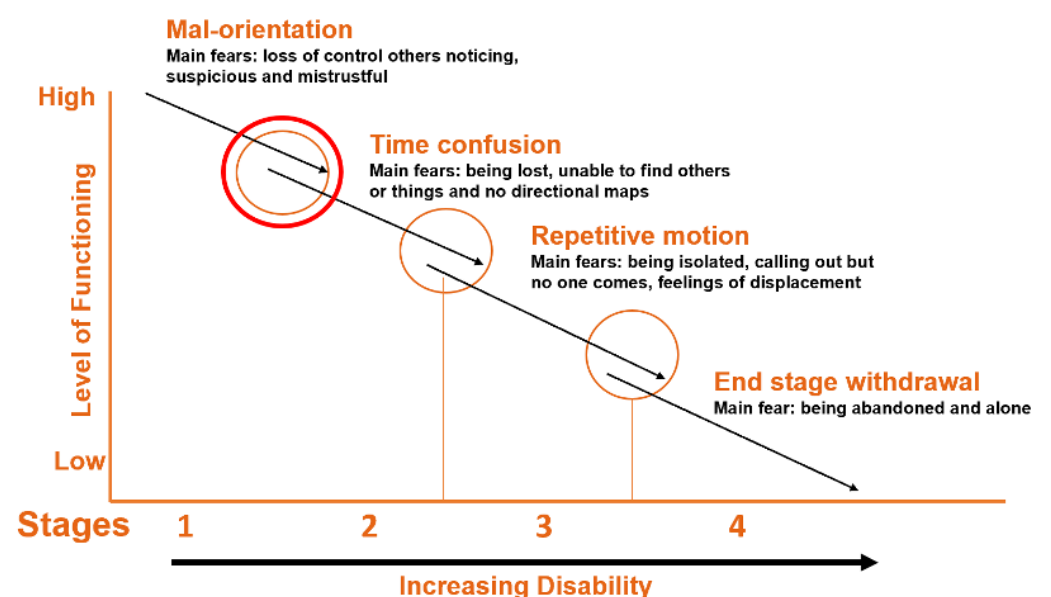 Mal-orientation
Main fears: loss of control others noticing,
suspicious and mistrustful
High
Time confusion
Main fears: being lost, unable to find others
or things and no directional maps
Repetitive motion
Main fears: being isolated, calling out but
no one comes, feelings of displacement
Level of Functioning
End stage withdrawal
Main fear: being abandoned and alone
Low
Stages 1 2 3 4
Increasing Disability